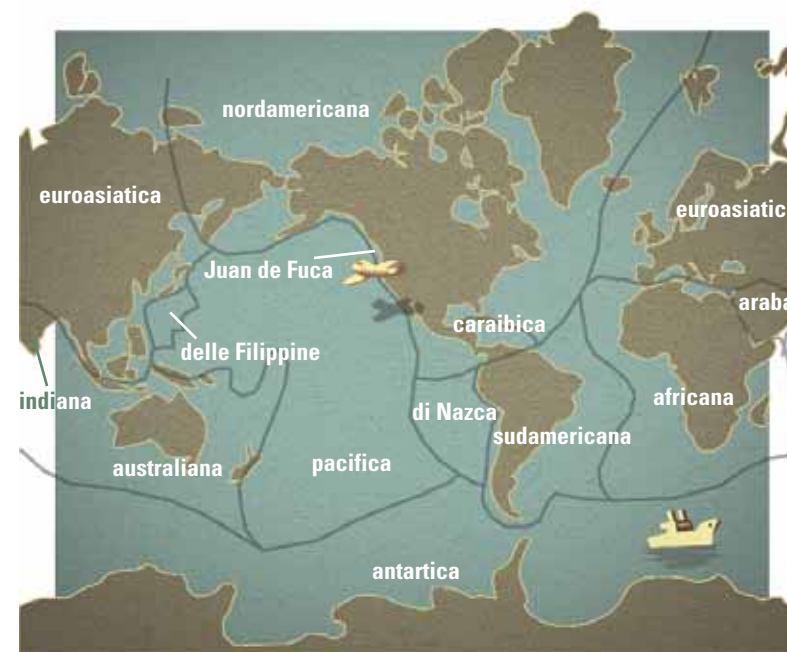 nordamericana
euroasiatica
euroasiatic
Juan de Fuca
araba
caraibica
delle Filippine
indiana
africana
di Nazca
sudamericana
australiana
pacifica
antartica